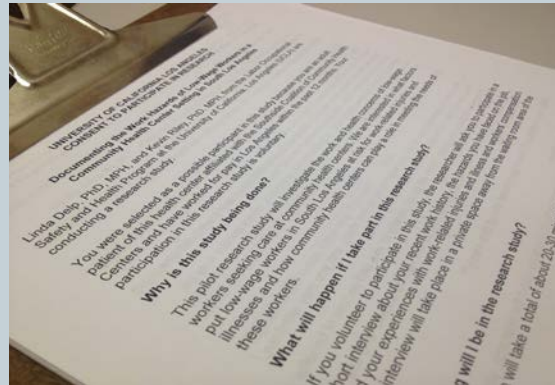 UNIVERSITY OF CALIFORNIA LOS ANGELES
CONSENT TO PARTICIPATE IN RESEARCH
Documenting the Work Hazards of Low-Wage Workers in a
Community Health Center Setting in South Los Angeles
Linda Delp, PhD, MPH, and Kevin Riley, PhD, MPH, from the Labor Occupational
Safety and Health Program at the University of California, Los Angeles (UCLA) are
conducting a research study.
You were selected as a possible participant in this study because you are an adult
patient of this health center affiliated with the Southside Coalition of Community Health
Centers and have worked for pay in Los Angeles within the past 12 months. Your
participation in this research study is voluntary.
Why is this study being done?
This pilot research study will investigate the work and health concerns of low-wage
workers seeking care at community health centers. We are interested in what factors
put low-wage workers in South Los Angeles at risk for work-related injuries and
illnesses and how community health centers can play a role in meeting the needs of
these workers.
What will happen if I take part in this research study?
If you volunteer to participate in this study, the researcher will ask you to participate in a
hort interview about your recent work history, the hazards you have faced on the job,
d your experiences with work-related injuries and illness and workers' compensation
interview will take place in a private space away from the waiting room area of the
will I be in the research study?
will take a total of about 20-30 m